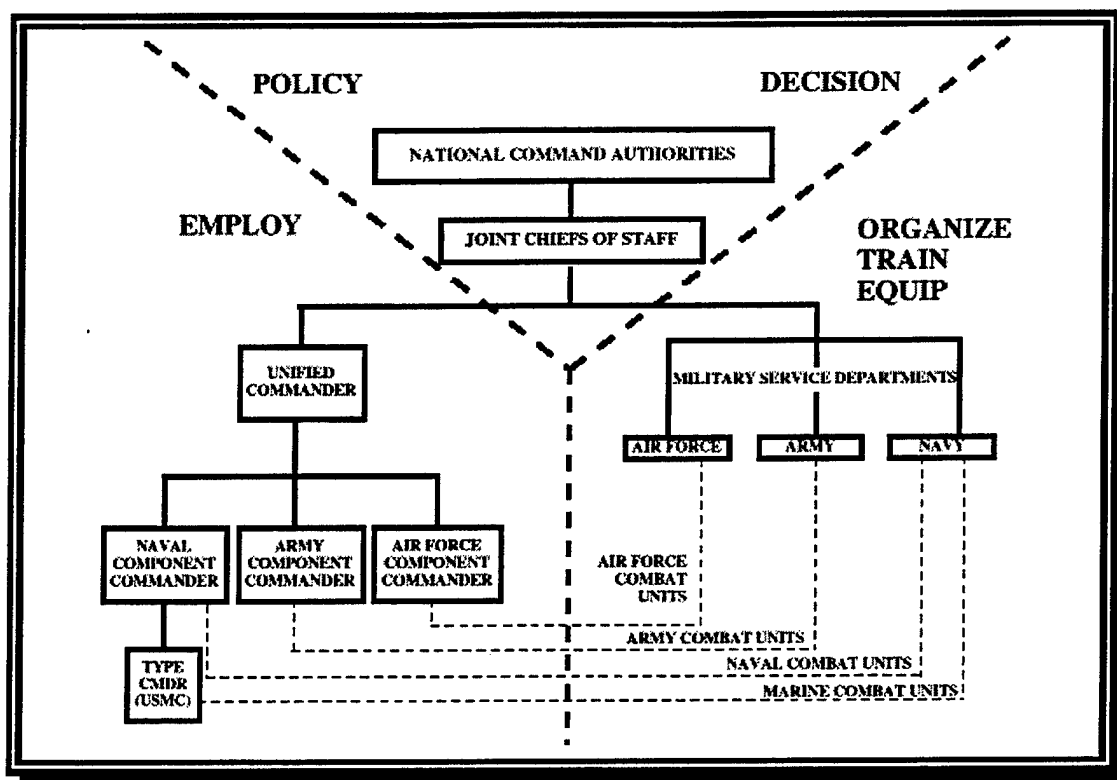 POLICY
DECISION
NATIONAL COMMAND AUTHORITIES
EMPLOY
JOINT CHIEFS OF STAFF
ORGANIZE
TRAIN
EQUIP
UNIFIED
COMMANDER
MILITARY SERVICE DEPARTMENTS
AIR FORCE
ARMY
NAVY
NAVAL
COMPONENT
COMMANDER
ARMY
COMPONENT
COMMANDER
AIR FORCE
COMPONENT
COMMANDER
AIR FORCE
COMBAT
UNITS
ARMY COMBAT UNITS
TYPE
CMDR
(USMC)
NAVAL COMBAT UNITS
MARINE COMBAT UNITS